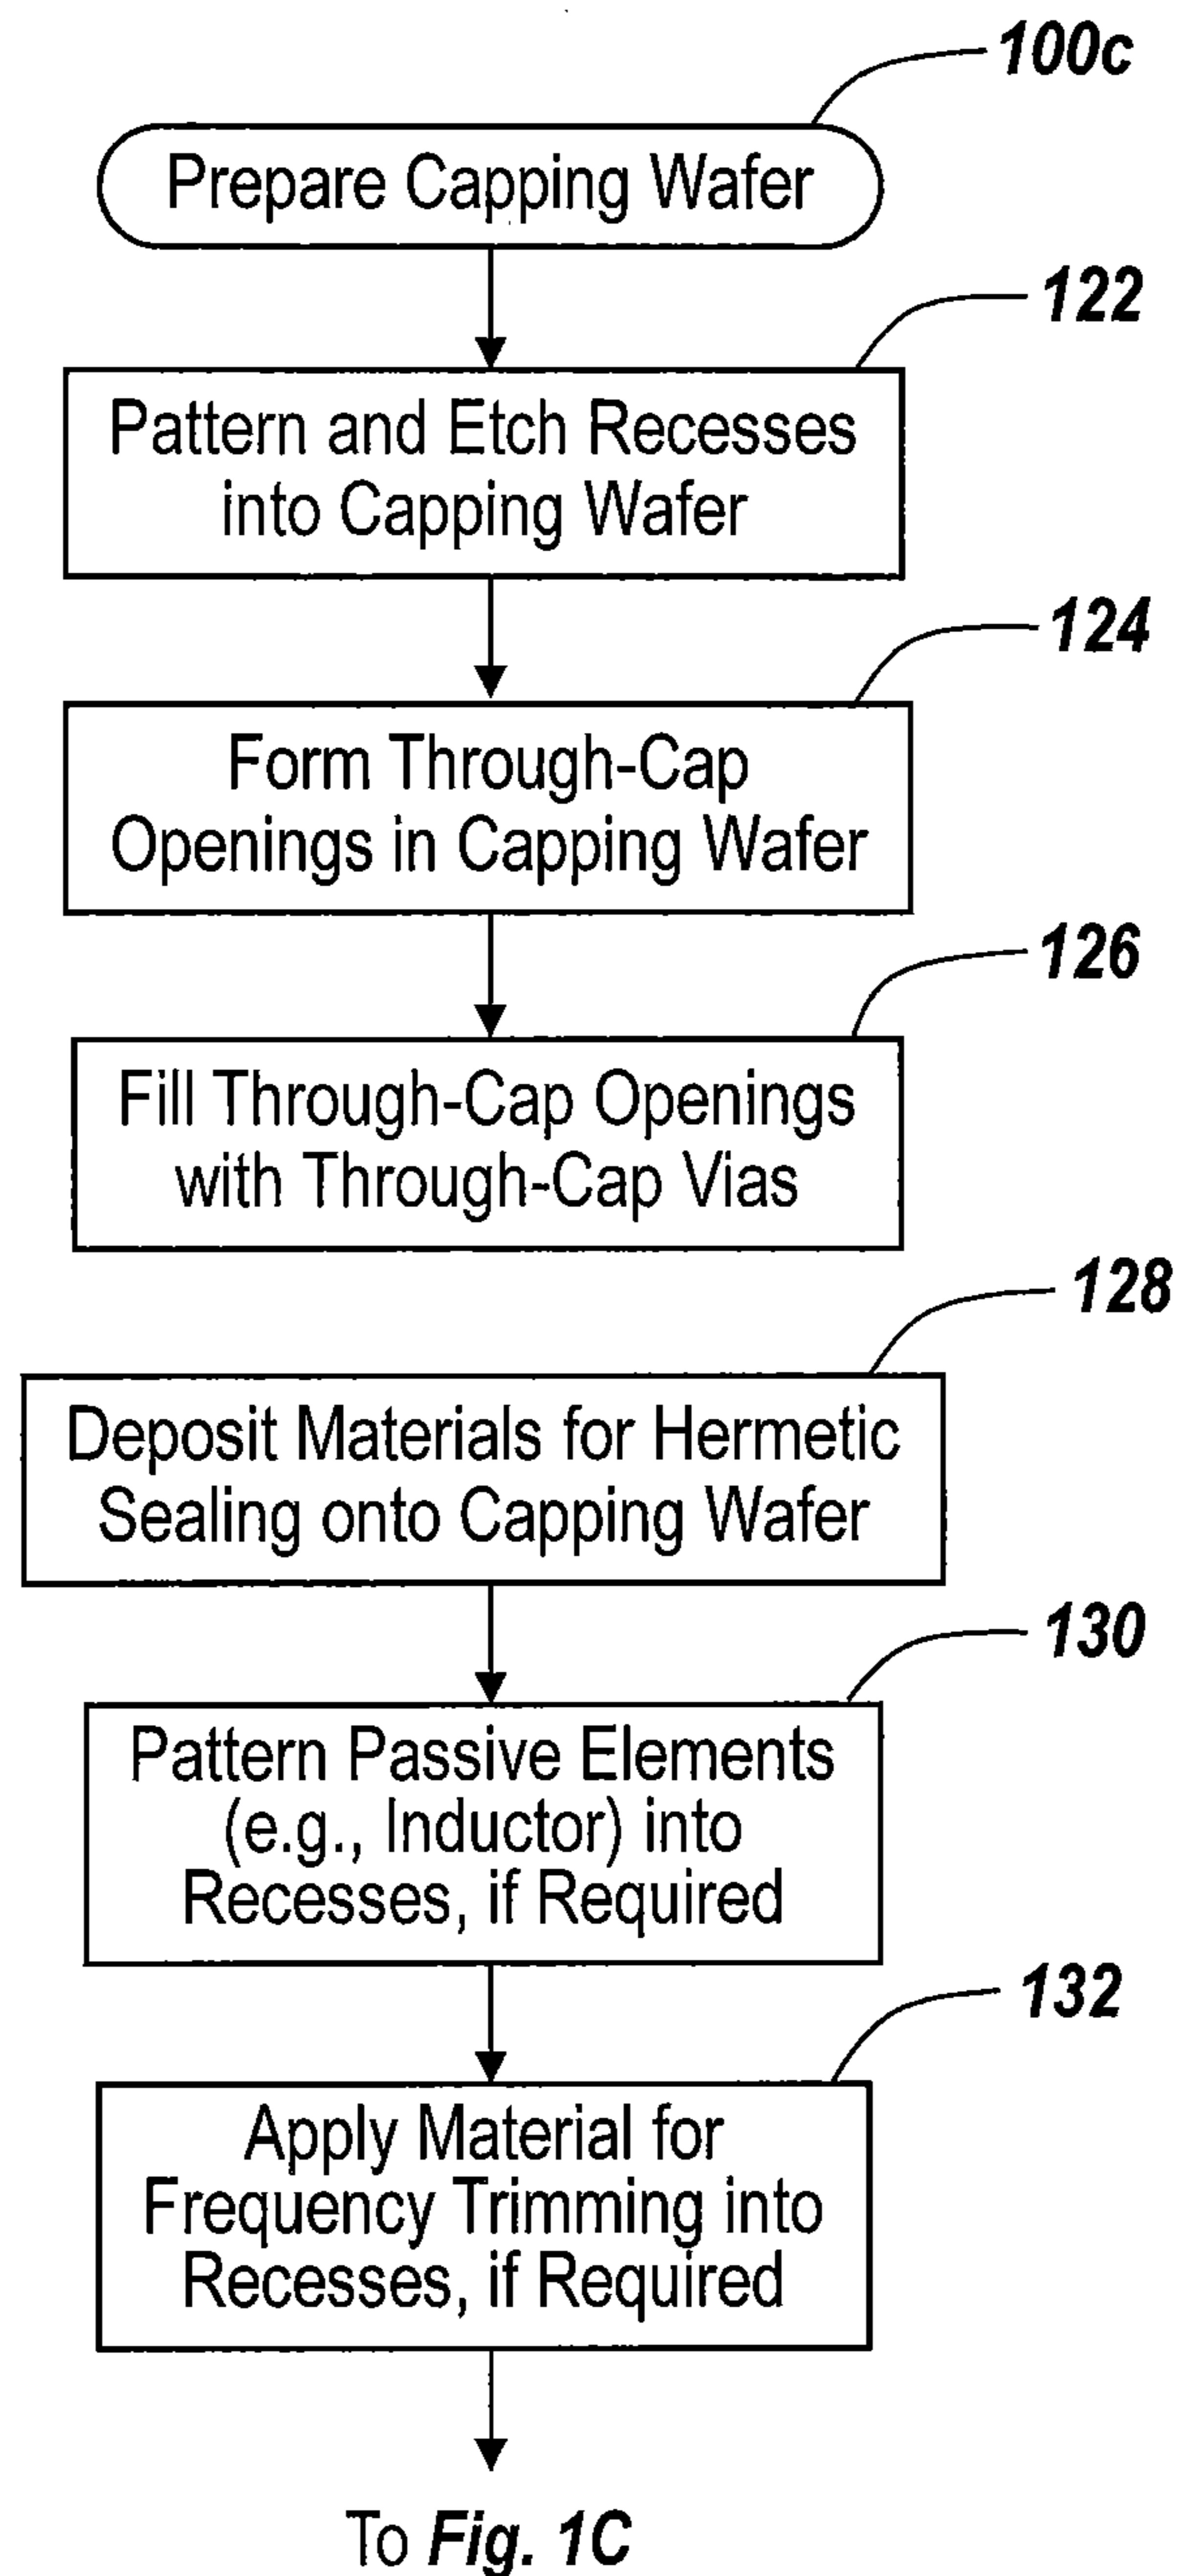 100c
Prepare Capping Wafer
122
Pattern and Etch Recesses
into Capping Wafer
124
Form Through-Cap
Openings in Capping Wafer
126
Fill Through-Cap Openings
with Through-Cap Vias
128
Deposit Materials for Hermetic
Sealing onto Capping Wafer
130
Pattern Passive Elements
(e.g., Inductor) into
Recesses, if Required
132
Apply Material for
Frequency Trimming into
Recesses, if Required
To Fig. 1C